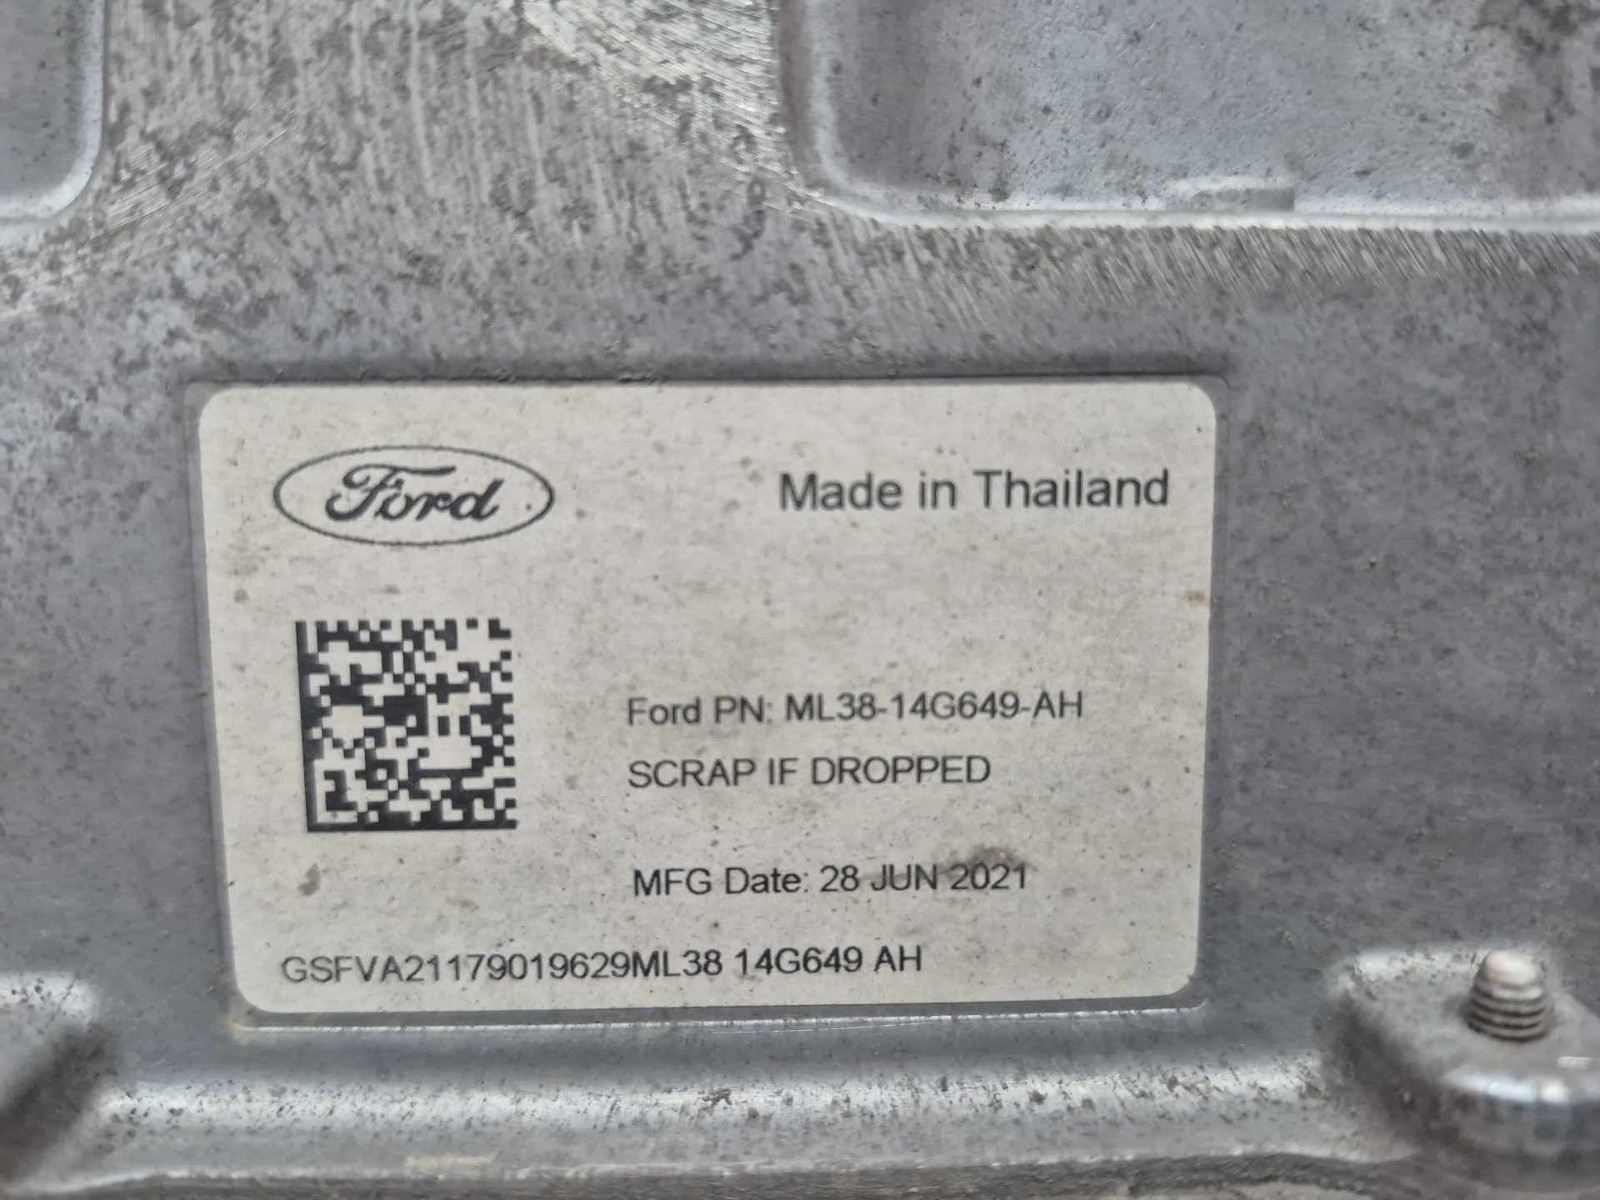 Ford
Made in Thailand
Ford PN: ML38-14G649-AH
SCRAP IF DROPPED
MFG Date: 28 JUN 2021
GSFVA21179019629ML38 14G649 AH